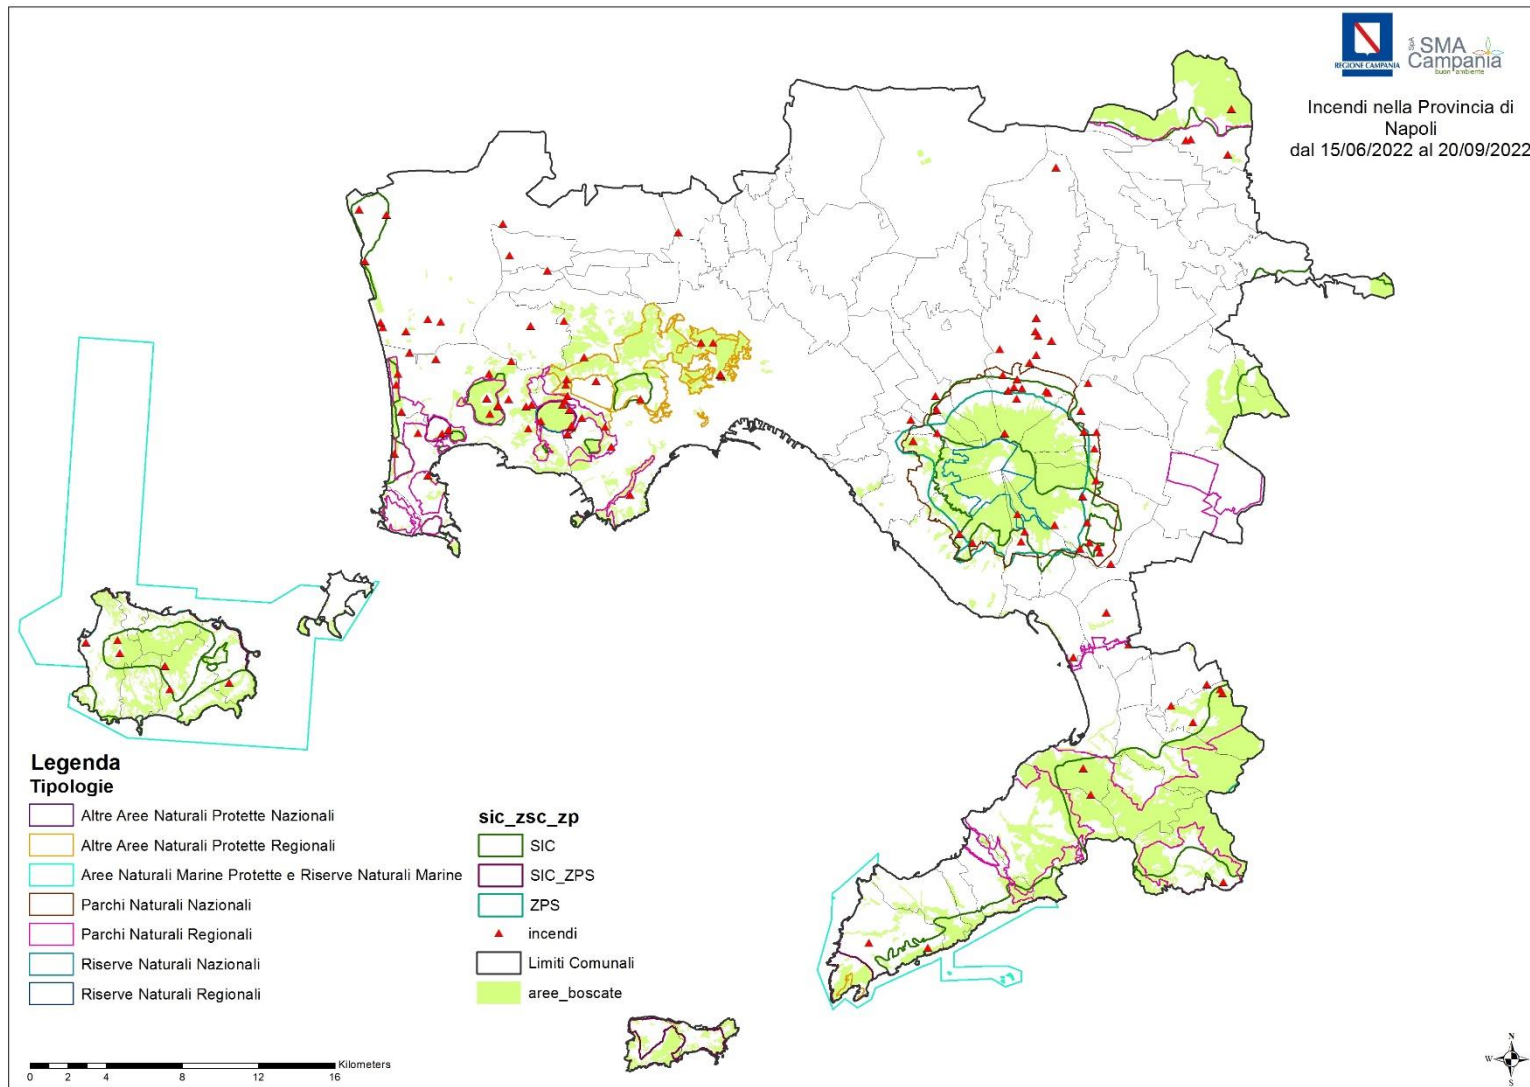 REGIONE CAMPANIA
SpA SMA
Campania
buon ambiente
Incendi nella Provincia di
Napoli
dal 15/06/2022 al 20/09/2022
Legenda
Tipologie
Altre Aree Naturali Protette Nazionali
Altre Aree Naturali Protette Regionali
Aree Naturali Marine Protette e Riserve Naturali Marine
Parchi Naturali Nazionali
Parchi Naturali Regionali
Riserve Naturali Nazionali
Riserve Naturali Regionali
sic_zsc_zp
SIC
SIC_ZPS
ZPS
incendi
Limiti Comunali
aree_boscate
Kilometers
0 2 4 8 12 16
N
W E
S